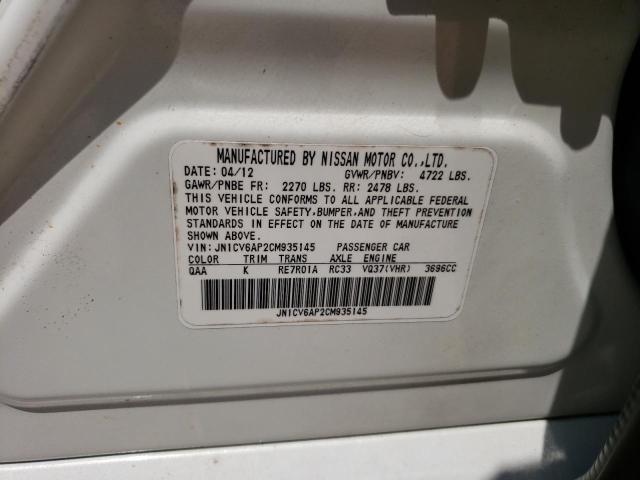 MANUFACTURED BY NISSAN MOTOR CO.,LTD.
DATE: 04/12 GVWR/PNBV: 4722 LBS.
GAWR/PNBE FR: 2270 LBS. RR: 2478 LBS.
THIS VEHICLE CONFORMS TO ALL APPLICABLE FEDERAL
MOTOR VEHICLE SAFETY,BUMPER,AND THEFT PREVENTION
STANDARDS IN EFFECT ON THE DATE OF MANUFACTURE
SHOWN ABOVE.
VIN: JN1CV6AP2CM935145 PASSENGER CAR
COLOR TRIM TRANS AXLE ENGINE
QAA K RE7R01A RC33 VQ37(VHR) 3696CC
JN1CV6AP2CM935145